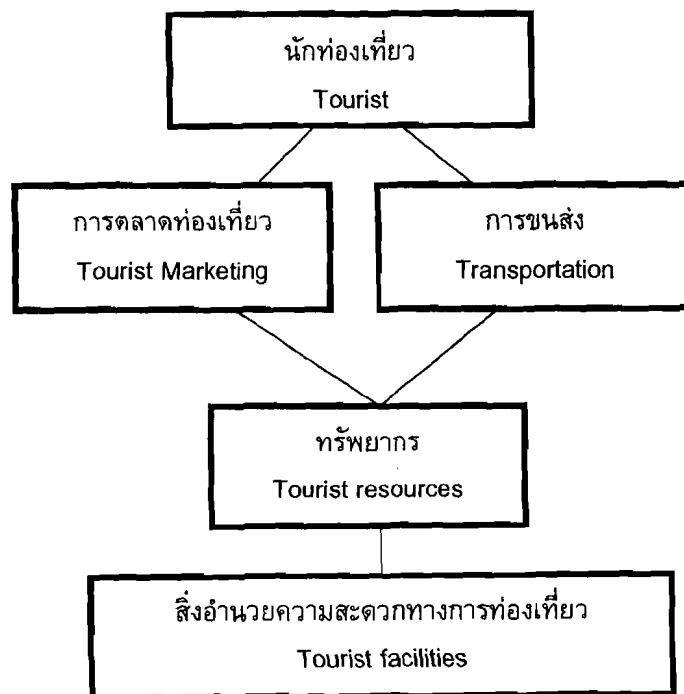 นักท่องเที่ยว
Tourist
การตลาดท่องเที่ยว
Tourist Marketing
การขนส่ง
Transportation
ทรัพยากร
Tourist resources
สิ่งอำนวยความสะดวกทางการท่องเที่ยว
Tourist facilities